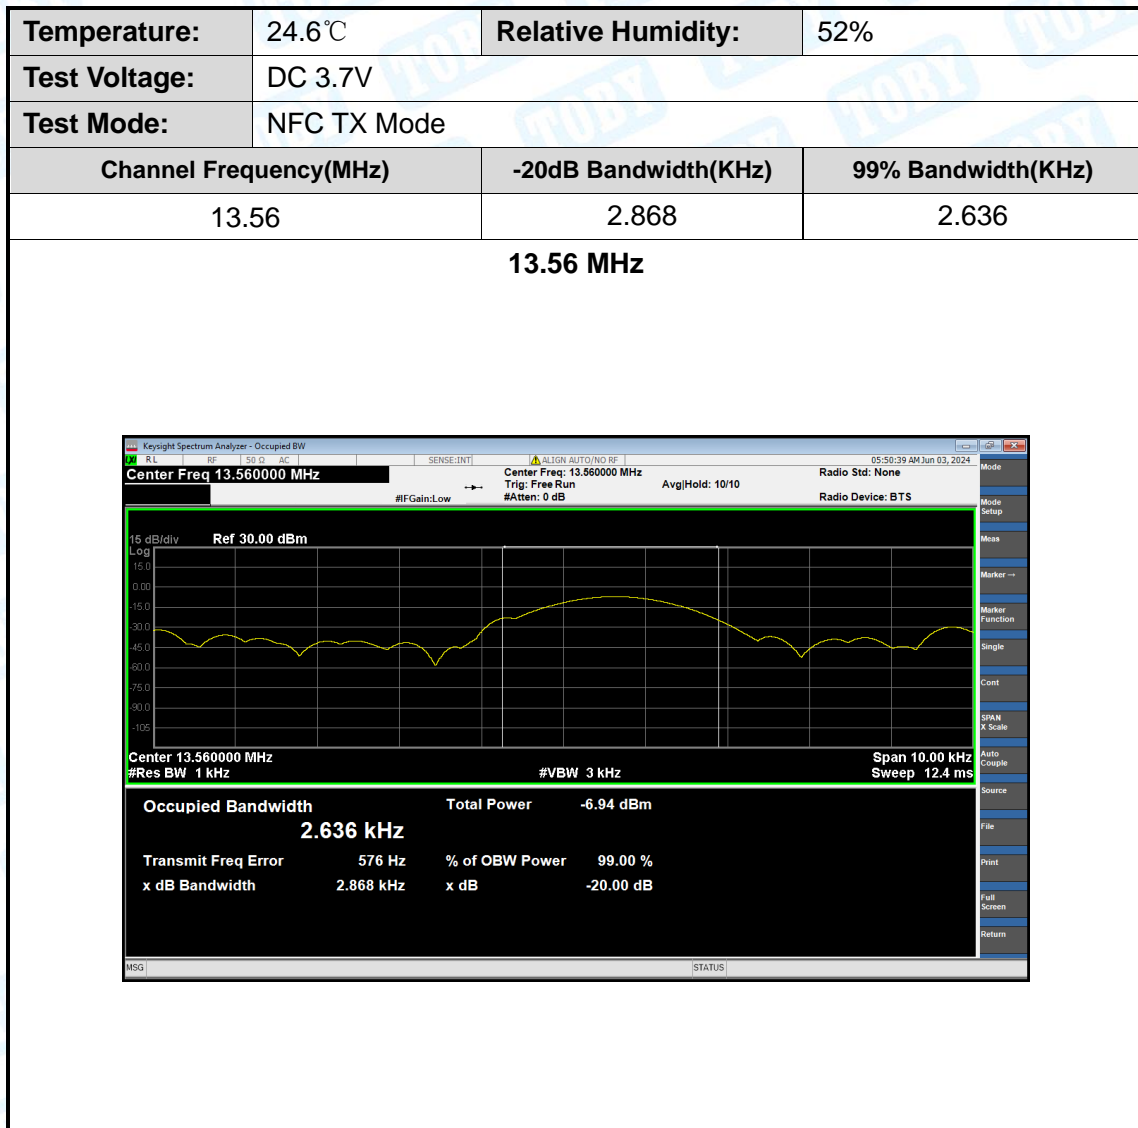 Temperature: 24.6℃ Relative Humidity: 52%
Test Voltage: DC 3.7V
Test Mode: NFC TX Mode
Channel Frequency(MHz) -20dB Bandwidth(KHz) 99% Bandwidth(KHz)
13.56 2.868 2.636
13.56 MHz
Keysight Spectrum Analyzer - Occupied BW
LXI RL RF 50 Ω AC SENSE:INT ALIGN AUTO/NO RF 05:50:39 AM Jun 03, 2024
Center Freq 13.560000 MHz
Center Freq: 13.560000 MHz
Radio Std: None
Trig: Free Run
Avg|Hold: 10/10
#IFGain:Low
#Atten: 0 dB
Radio Device: BTS
15 dB/div Ref 30.00 dBm
Log
15.0
0.00
-15.0
-30.0
-45.0
-60.0
-75.0
-90.0
-105
Center 13.560000 MHz Span 10.00 kHz
#Res BW 1 kHz #VBW 3 kHz Sweep 12.4 ms
Occupied Bandwidth Total Power -6.94 dBm
2.636 kHz
Transmit Freq Error 576 Hz % of OBW Power 99.00 %
x dB Bandwidth 2.868 kHz x dB -20.00 dB
MSG STATUS
Mode
Mode
Setup
Meas
Marker→
Marker
Function
Single
Cont
SPAN
X Scale
Auto
Couple
Source
File
Print
Full
Screen
Return
TOBY
TOBY
TOBY
TOBY